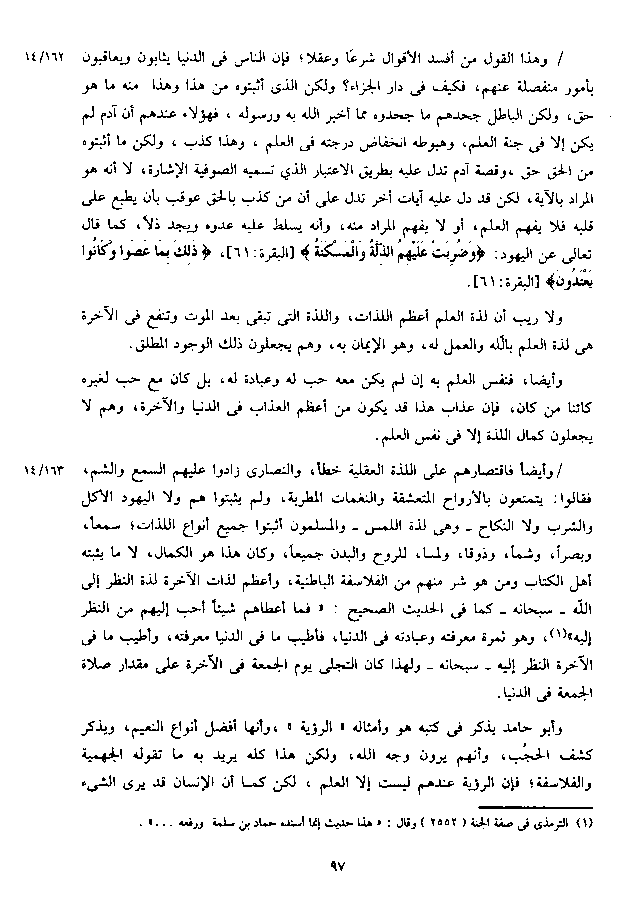 / وهذا القول من أفسد الأقوال شرعًا وعقلا؛ فإن الناس فى الدنيا يثابون ويعاقبون ١٤/١٦٢
بأمور منفصلة عنهم، فكيف فى دار الجزاء؟ ولكن الذى أثبتوه من هذا وهذا منه ما هو
حق، ولكن الباطل جحدهم ما جحدوه مما أخبر الله به ورسوله ، فهؤلاء عندهم أن آدم لم
يكن إلا فى جنة العلم، وهبوطه انخفاض درجته فى العلم ، وهذا كذب ، ولكن ما أثبتوه
من الحق حق ،وقصة آدم تدل عليه بطريق الاعتبار الذي تسميه الصوفية الإشارة، لا أنه هو
المراد بالآية، لكن قد دل عليه آيات أخر تدل على أن من كذب بالحق عوقب بأن يطبع على
قلبه فلا يفهم العلم، أو لا يفهم المراد منه، وأنه يسلط عليه عدوه ويجد ذلاً، كما قال
تعالى عن اليهود: ﴿وَضُرِبَتْ عَلَيْهِمُ الذِّلَّةُ وَالْمَسْكَنَةُ﴾ [البقرة:٦١]، ﴿ ذَلِكَ بِمَا عَصَوا وَّكَانُوا
يَعْتَدُونَ﴾ [البقرة:٦١].
ولا ريب أن لذة العلم أعظم اللذات، واللذة التى تبقى بعد الموت وتنفع فى الآخرة
هى لذة العلم بالله والعمل له، وهو الإيمان به، وهم يجعلون ذلك الوجود المطلق.
وأيضا، فنفس العلم به إن لم يكن معه حب له وعبادة له، بل كان مع حب لغيره
كائنا من كان، فإن عذاب هذا قد يكون من أعظم العذاب فى الدنيا والآخرة، وهم لا
يجعلون كمال اللذة إلا فى نفس العلم.
/ وأيضاً فاقتصارهم على اللذة العقلية خطأ، والنصارى زادوا عليهم السمع والشم، ١٤/١٦٣
فقالوا: يتمتعون بالأرواح المتعشقة والنغمات المطربة، ولم يثبتوا هم ولا اليهود الأكل
والشرب ولا النكاح ـ وهى لذة اللمس ـ والمسلمون أثبتوا جميع أنواع اللذات؛ سمعاً،
وبصراً، وشماً، وذوقا، ولمسا، للروح والبدن جميعاً، وكان هذا هو الكمال، لا ما يثبته
أهل الكتاب ومن هو شر منهم من الفلاسفة الباطنية، وأعظم لذات الآخرة لذة النظر إلى
الله ـ سبحانه ـ كما فى الحديث الصحيح : « فما أعطاهم شيئاً أحب إليهم من النظر
إليه»(١)، وهو ثمرة معرفته وعبادته فى الدنيا، فأطيب ما فى الدنيا معرفته، وأطيب ما فى
الآخرة النظر إليه ـ سبحانه ـ ولهذا كان التجلى يوم الجمعة فى الآخرة على مقدار صلاة
الجمعة فى الدنيا.
وأبو حامد يذكر فى كتبه هو وأمثاله « الرؤية » ،وأنها أفضل أنواع النعيم، ويذكر
كشف الحجُب، وأنهم يرون وجه الله، ولكن هذا كله يريد به ما تقوله الجهمية
والفلاسفة؛ فإن الرؤية عندهم ليست إلا العلم ، لكن كما أن الإنسان قد يرى الشيء
(١) الترمذى فى صفة الجنة ( ٢٥٥٢ ) وقال : « هذا حديث إنما أسنده حماد بن سلمة ورفعه ...» .
٩٧